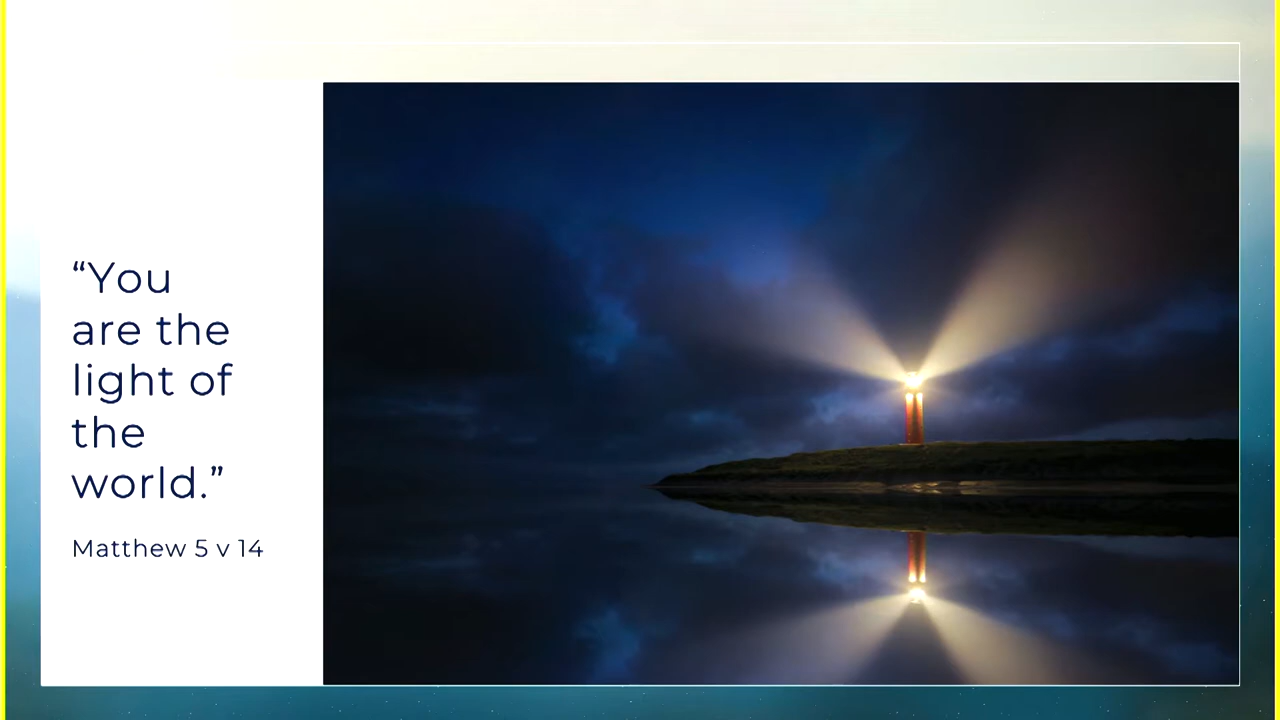 “You
are the
light of
the
world.”
Matthew 5 v 14